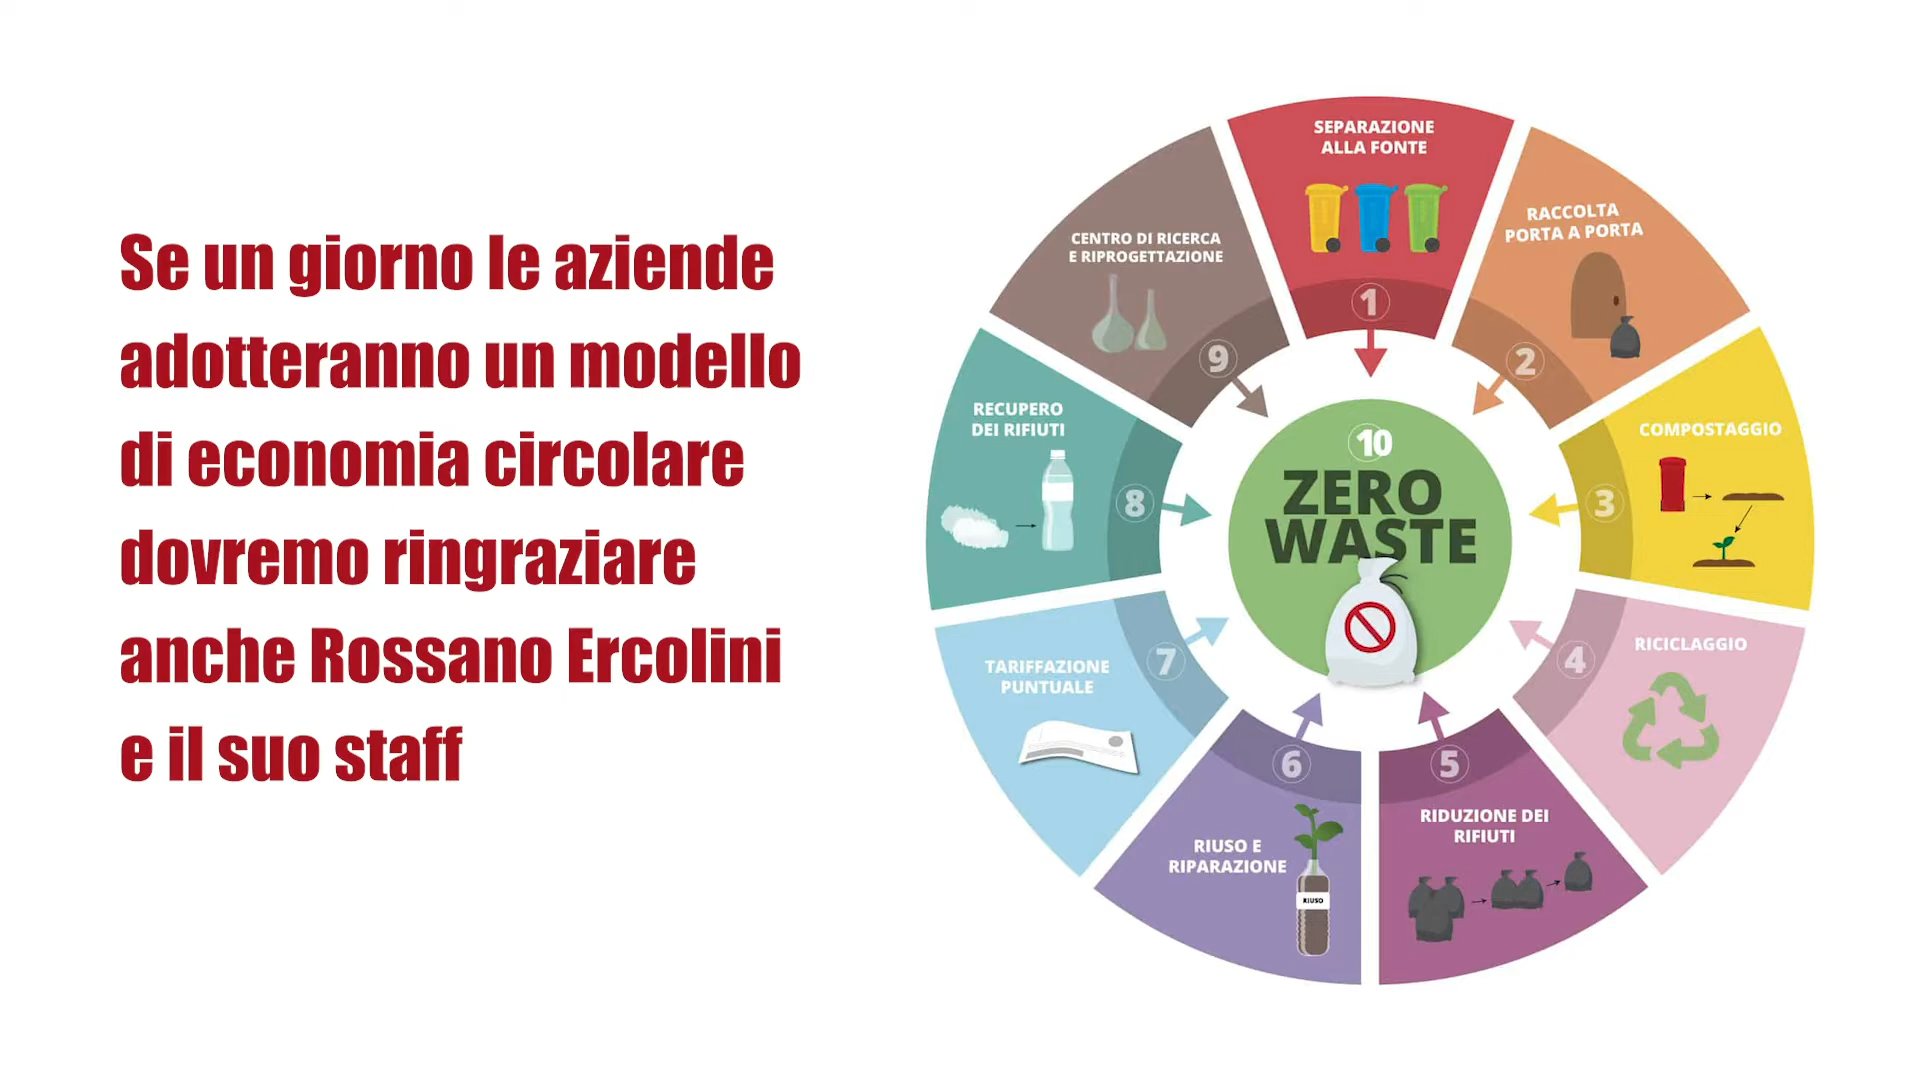 Se un giorno le aziende
adotteranno un modello
di economia circolare
dovremo ringraziare
anche Rossano Ercolini
e il suo staff
SEPARAZIONE
ALLA FONTE
1
RACCOLTA
PORTA A PORTA
2
COMPOSTAGGIO
3
RICICLAGGIO
4
RIDUZIONE DEI
RIFIUTI
5
RIUSO E
RIPARAZIONE
RIUSO
6
TARIFFAZIONE
PUNTUALE
7
RECUPERO
DEI RIFIUTI
8
CENTRO DI RICERCA
E RIPROGETTAZIONE
9
10
ZERO
WASTE